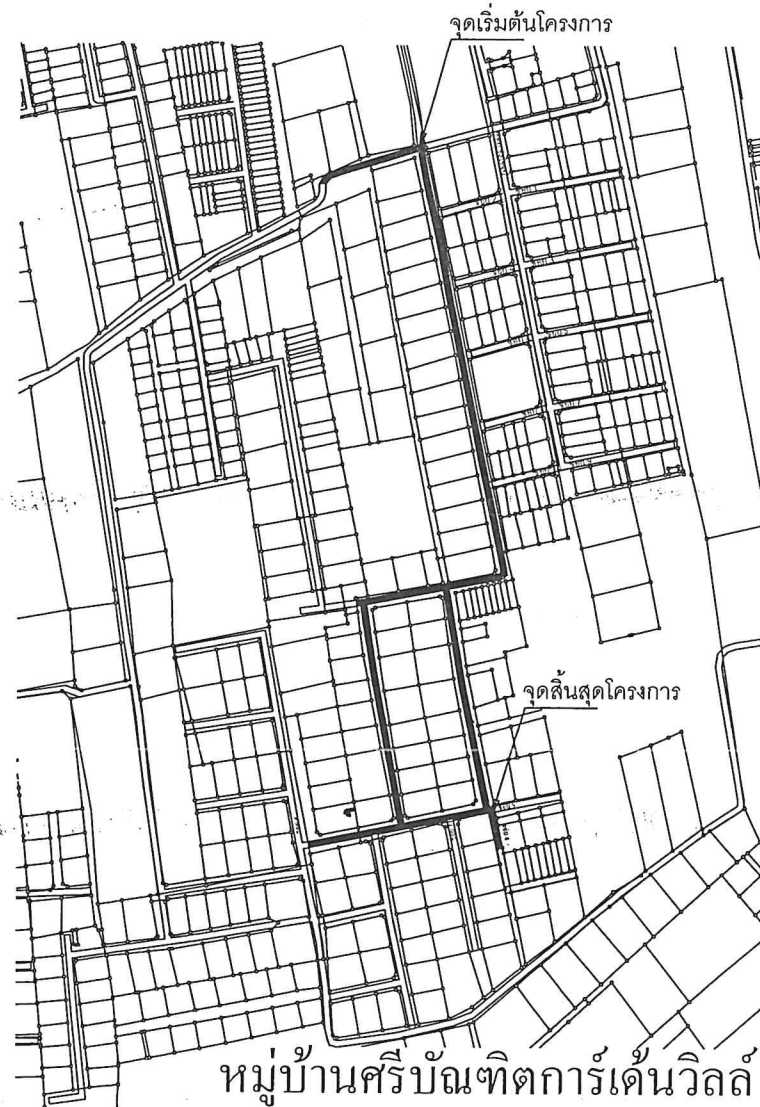 จุดเริ่มต้นโครงการ
จุดสิ้นสุดโครงการ
หมู่บ้านศรีบัณฑิตการ์เด้นวิลล์